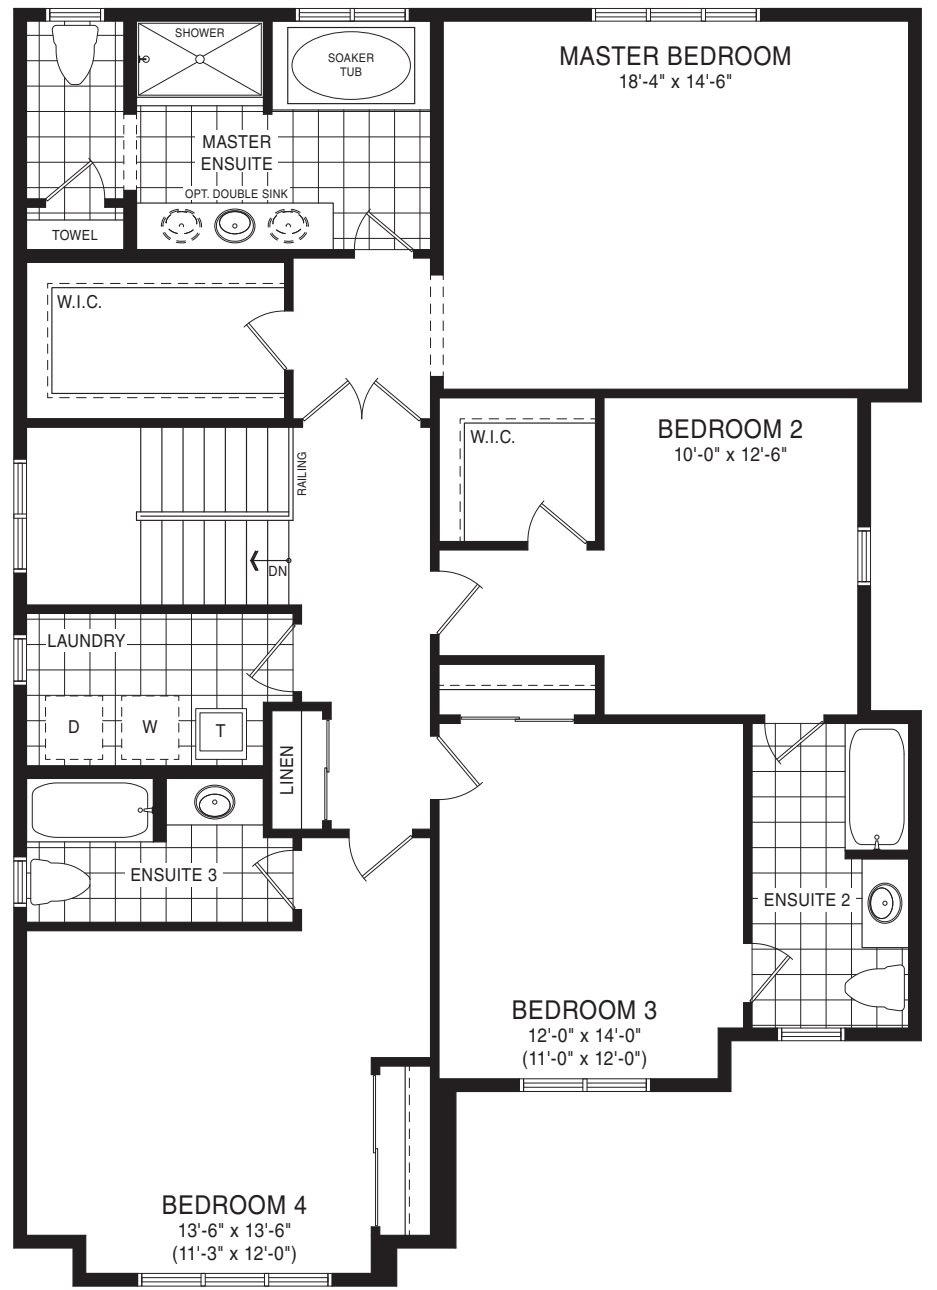 SHOWER
SOAKER
TUB
MASTER BEDROOM
18'-4" x 14'-6"
MASTER
ENSUITE
OPT. DOUBLE SINK
TOWEL
W.I.C.
W.I.C.
BEDROOM 2
10'-0" x 12'-6"
RAILING
DN
LAUNDRY
D
W
T
LINEN
ENSUITE 3
ENSUITE 2
BEDROOM 3
12'-0" x 14'-0"
(11'-0" x 12'-0")
BEDROOM 4
13'-6" x 13'-6"
(11'-3" x 12'-0")